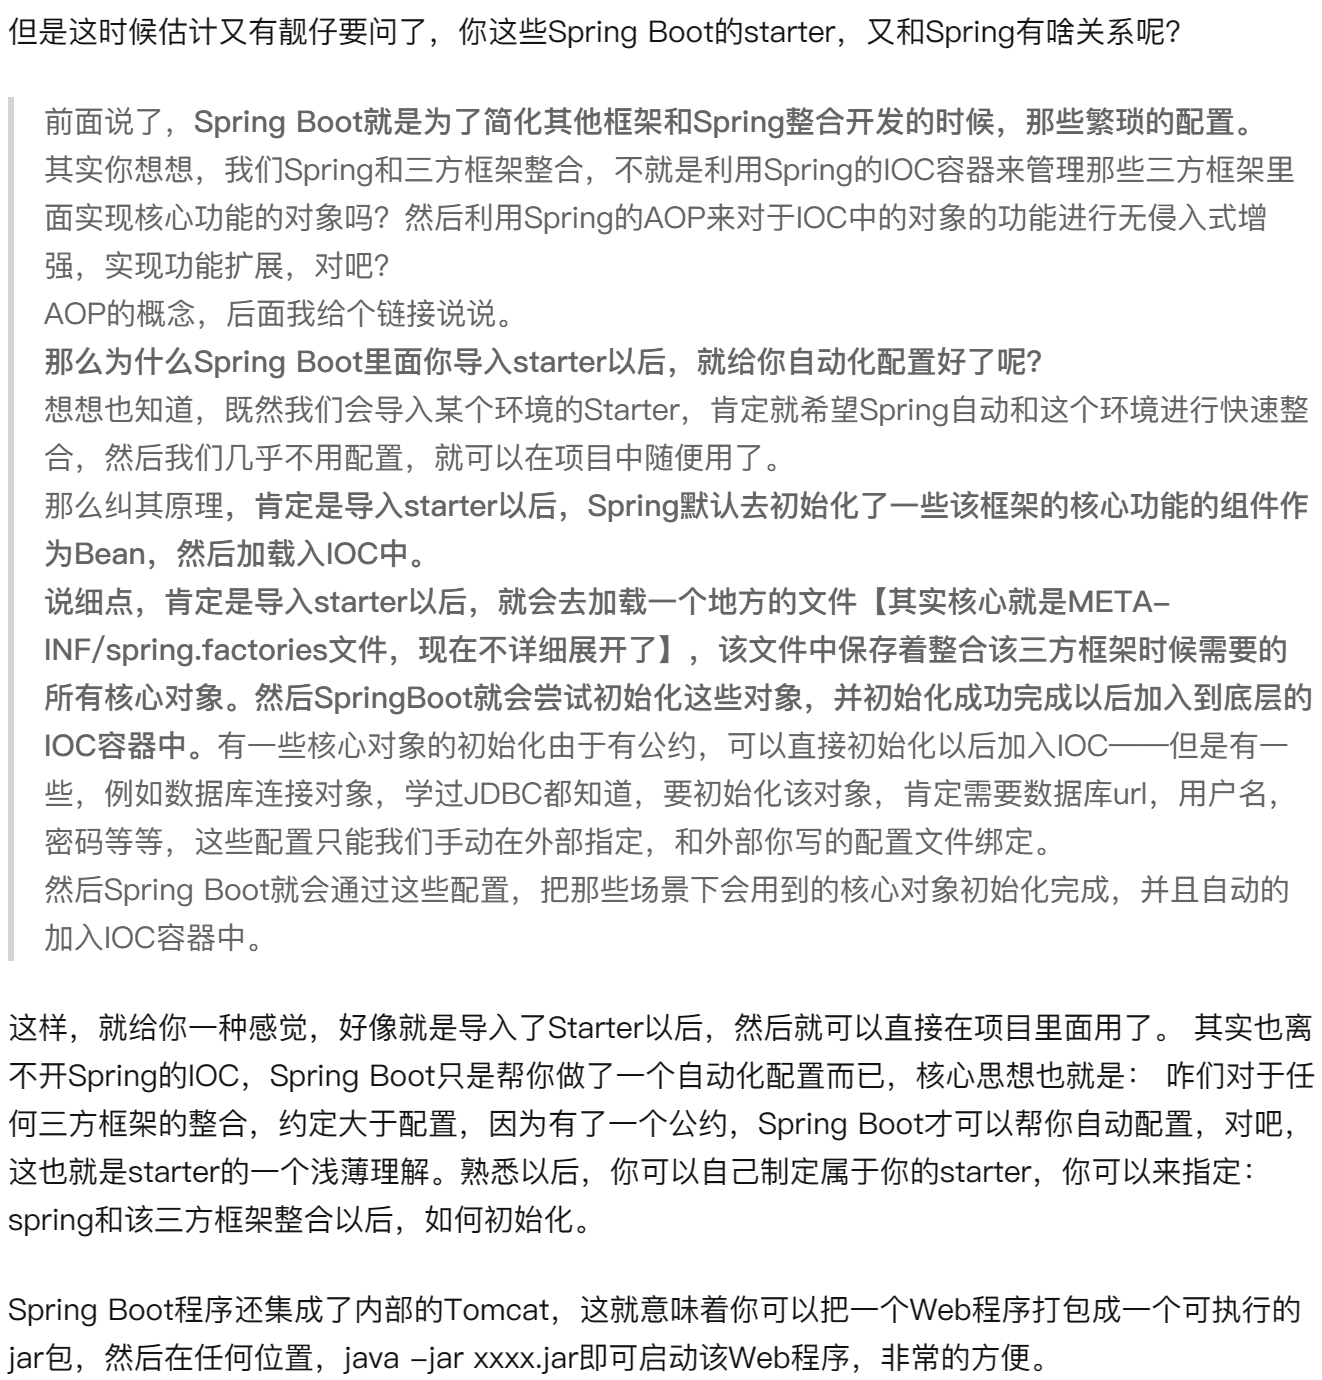 但是这时候估计又有靓仔要问了，你这些Spring Boot的starter，又和Spring有啥关系呢？
前面说了，Spring Boot就是为了简化其他框架和Spring整合开发的时候，那些繁琐的配置。
其实你想想，我们Spring和三方框架整合，不就是利用Spring的IOC容器来管理那些三方框架里
面实现核心功能的对象吗？然后利用Spring的AOP来对于IOC中的对象的功能进行无侵入式增
强，实现功能扩展，对吧？
AOP的概念，后面我给个链接说说。
那么为什么Spring Boot里面你导入starter以后，就给你自动化配置好了呢？
想想也知道，既然我们会导入某个环境的Starter，肯定就希望Spring自动和这个环境进行快速整
合，然后我们几乎不用配置，就可以在项目中随便用了。
那么纠其原理，肯定是导入starter以后，Spring默认去初始化了一些该框架的核心功能的组件作
为Bean，然后加载入IOC中。
说细点，肯定是导入starter以后，就会去加载一个地方的文件【其实核心就是META-
INF/spring.factories文件，现在不详细展开了】，该文件中保存着整合该三方框架时候需要的
所有核心对象。然后SpringBoot就会尝试初始化这些对象，并初始化成功完成以后加入到底层的
IOC容器中。有一些核心对象的初始化由于有公约，可以直接初始化以后加入IOC——但是有一
些，例如数据库连接对象，学过JDBC都知道，要初始化该对象，肯定需要数据库url，用户名，
密码等等，这些配置只能我们手动在外部指定，和外部你写的配置文件绑定。
然后Spring Boot就会通过这些配置，把那些场景下会用到的核心对象初始化完成，并且自动的
加入IOC容器中。
这样，就给你一种感觉，好像就是导入了Starter以后，然后就可以直接在项目里面用了。 其实也离
不开Spring的IOC，Spring Boot只是帮你做了一个自动化配置而已，核心思想也就是： 咋们对于任
何三方框架的整合，约定大于配置，因为有了一个公约，Spring Boot才可以帮你自动配置，对吧，
这也就是starter的一个浅薄理解。熟悉以后，你可以自己制定属于你的starter，你可以来指定：
spring和该三方框架整合以后，如何初始化。
Spring Boot程序还集成了内部的Tomcat，这就意味着你可以把一个Web程序打包成一个可执行的
jar包，然后在任何位置，java -jar xxxx.jar即可启动该Web程序，非常的方便。